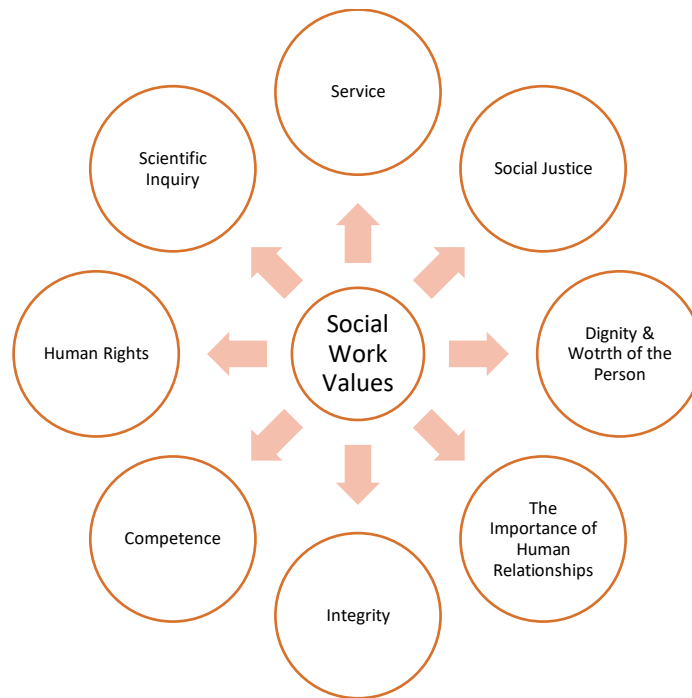 Service
Scientific
Inquiry
Social Justice
Human Rights
Social
Work
Values
Dignity &
Wotrth of the
Person
Competence
The
Importance of
Human
Relationships
Integrity